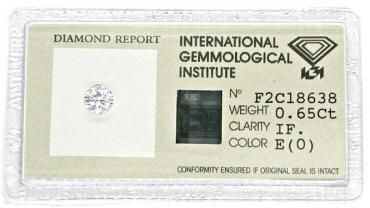 DIAMOND REPORT
INTERNATIONAL
GEMMOLOGICAL
INSTITUTE
Nº F2C18638
WEIGHT 0.65Ct
CLARITY IF.
COLOR E(0)
CONFORMITY ENSURED IF ORIGINAL SEAL IS INTACT.